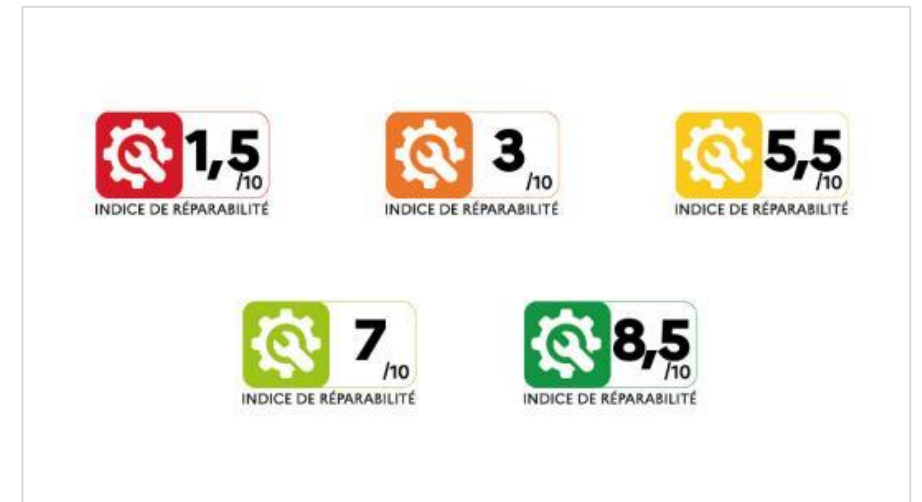 1,5
/10
INDICE DE RÉPARABILITÉ
3
/10
INDICE DE RÉPARABILITÉ
5,5
/10
INDICE DE RÉPARABILITÉ
7
/10
INDICE DE RÉPARABILITÉ
8,5
/10
INDICE DE RÉPARABILITÉ